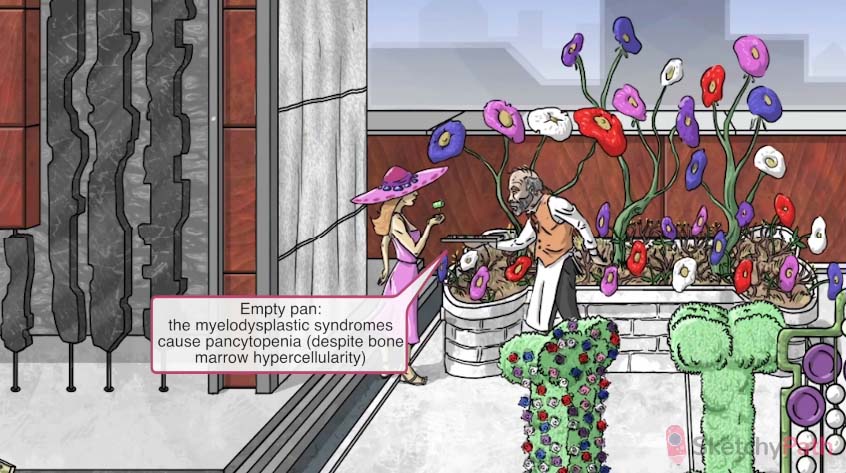 Empty pan:
the myelodysplastic syndromes
cause pancytopenia (despite bone
marrow hypercellularity)
SketchyPath